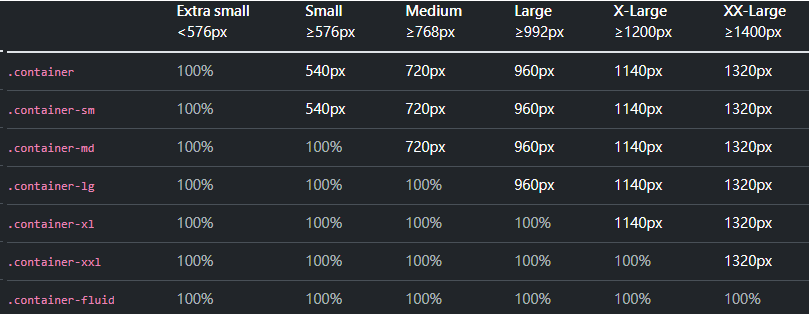 Extra small Small Medium Large X-Large XX-Large
<576px ≥576px ≥768px ≥992px ≥1200px ≥1400px
.container 100% 540px 720px 960px 1140px 1320px
.container-sm 100% 540px 720px 960px 1140px 1320px
.container-md 100% 100% 720px 960px 1140px 1320px
.container-lg 100% 100% 100% 960px 1140px 1320px
.container-xl 100% 100% 100% 100% 1140px 1320px
.container-xxl 100% 100% 100% 100% 100% 1320px
.container-fluid 100% 100% 100% 100% 100% 100%